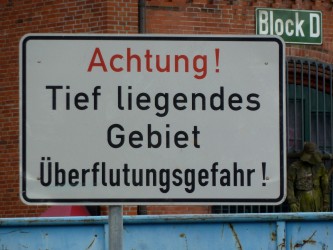 Block D
Achtung!
Tief liegendes
Gebiet
Überflutungsgefahr!